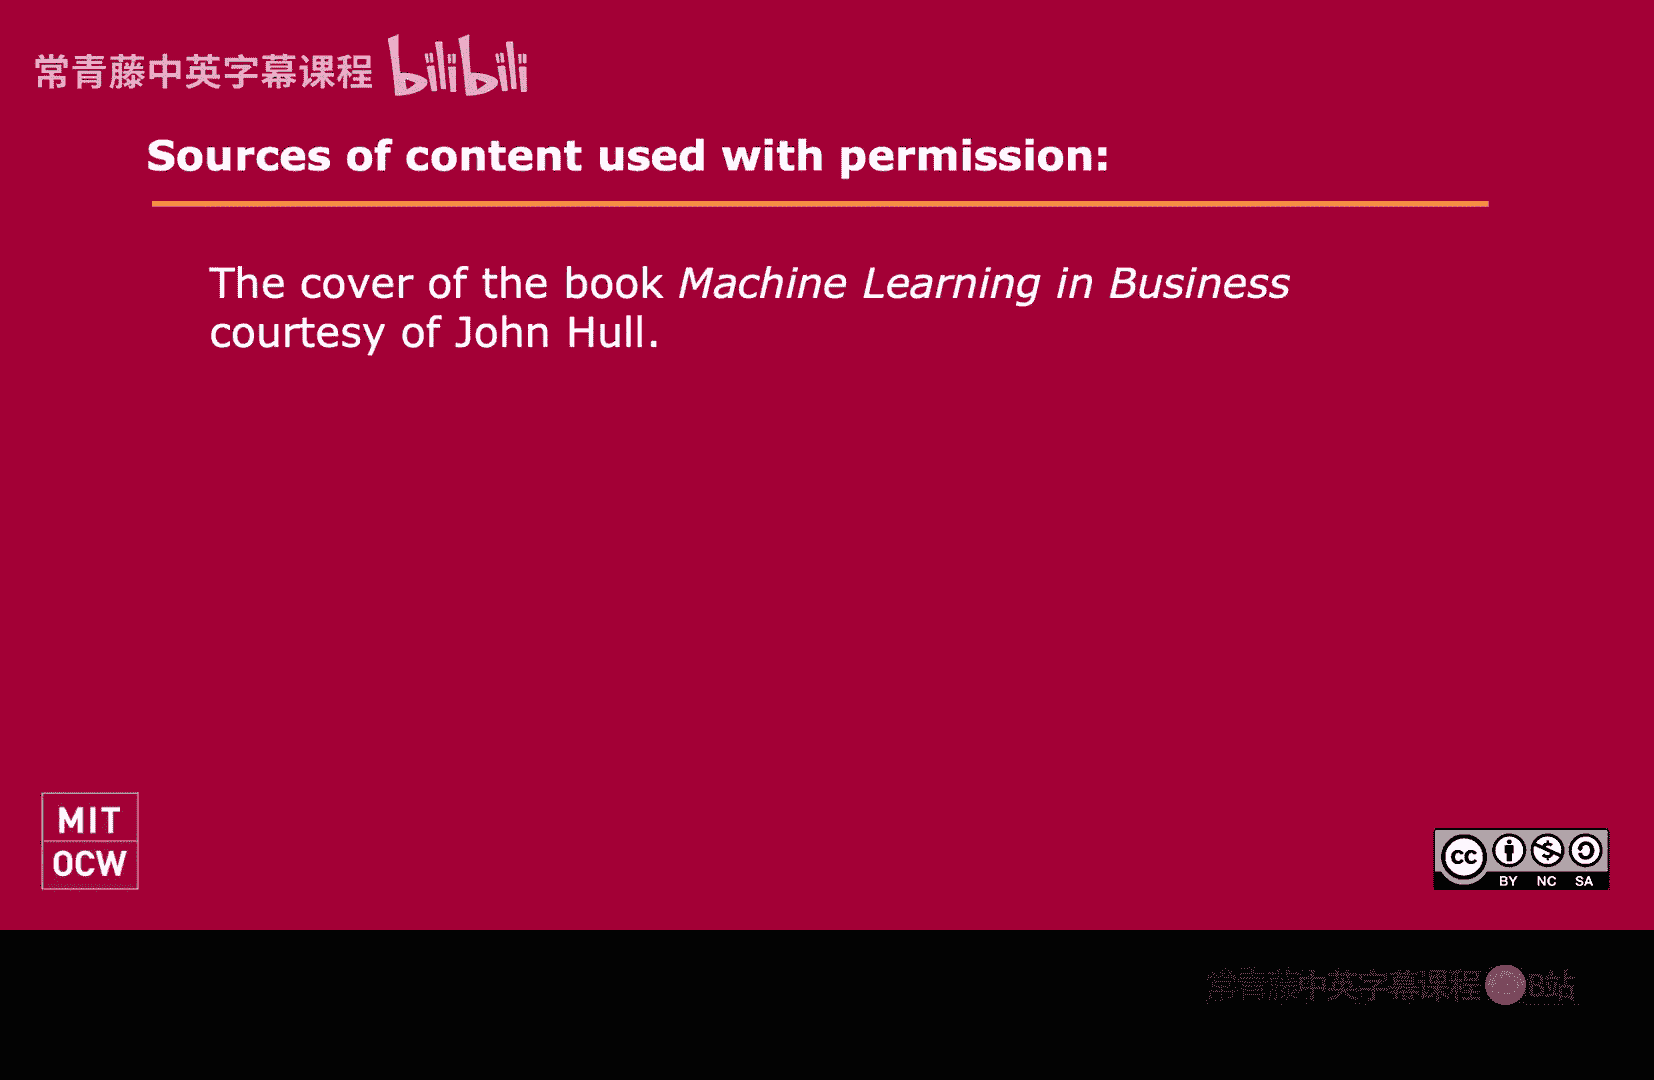 常青藤中英字幕课程 bilibili
Sources of content used with permission:
The cover of the book Machine Learning in Business
courtesy of John Hull.
MIT
OCW
cc
BY NC SA
常青藤中英字幕课程 B站